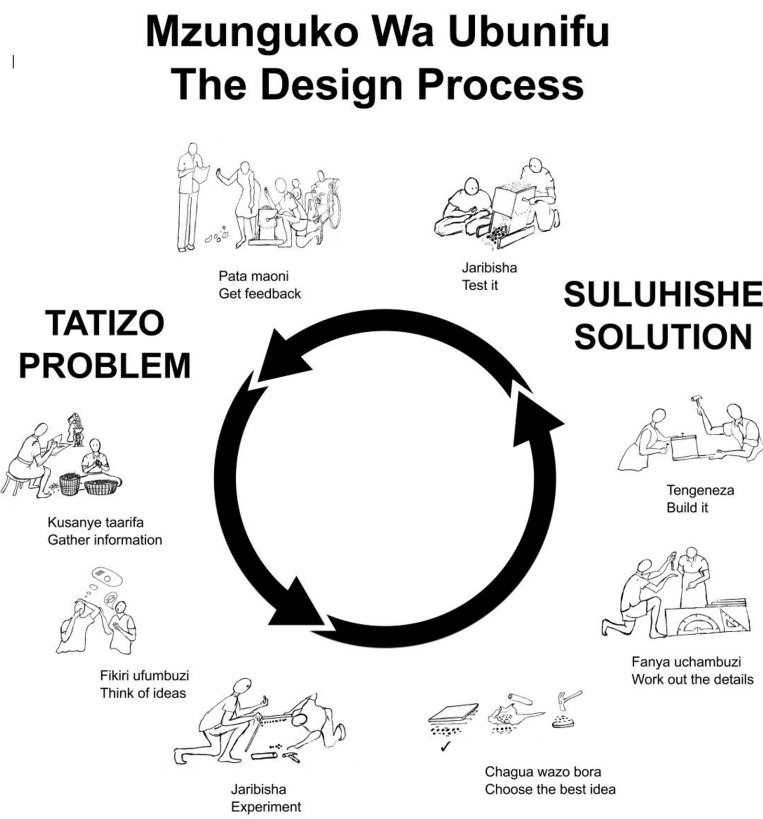 Mzunguko Wa Ubunifu
The Design Process
Pata maoni
Get feedback
Jaribisha
Test it
SULUHISHE
SOLUTION
TATIZO
PROBLEM
Tengeneza
Build it
Kusanye taarifa
Gather information
Fanya uchambuzi
Work out the details
Fikiri ufumbuzi
Think of ideas
Chagua wazo bora
Choose the best idea
Jaribisha
Experiment